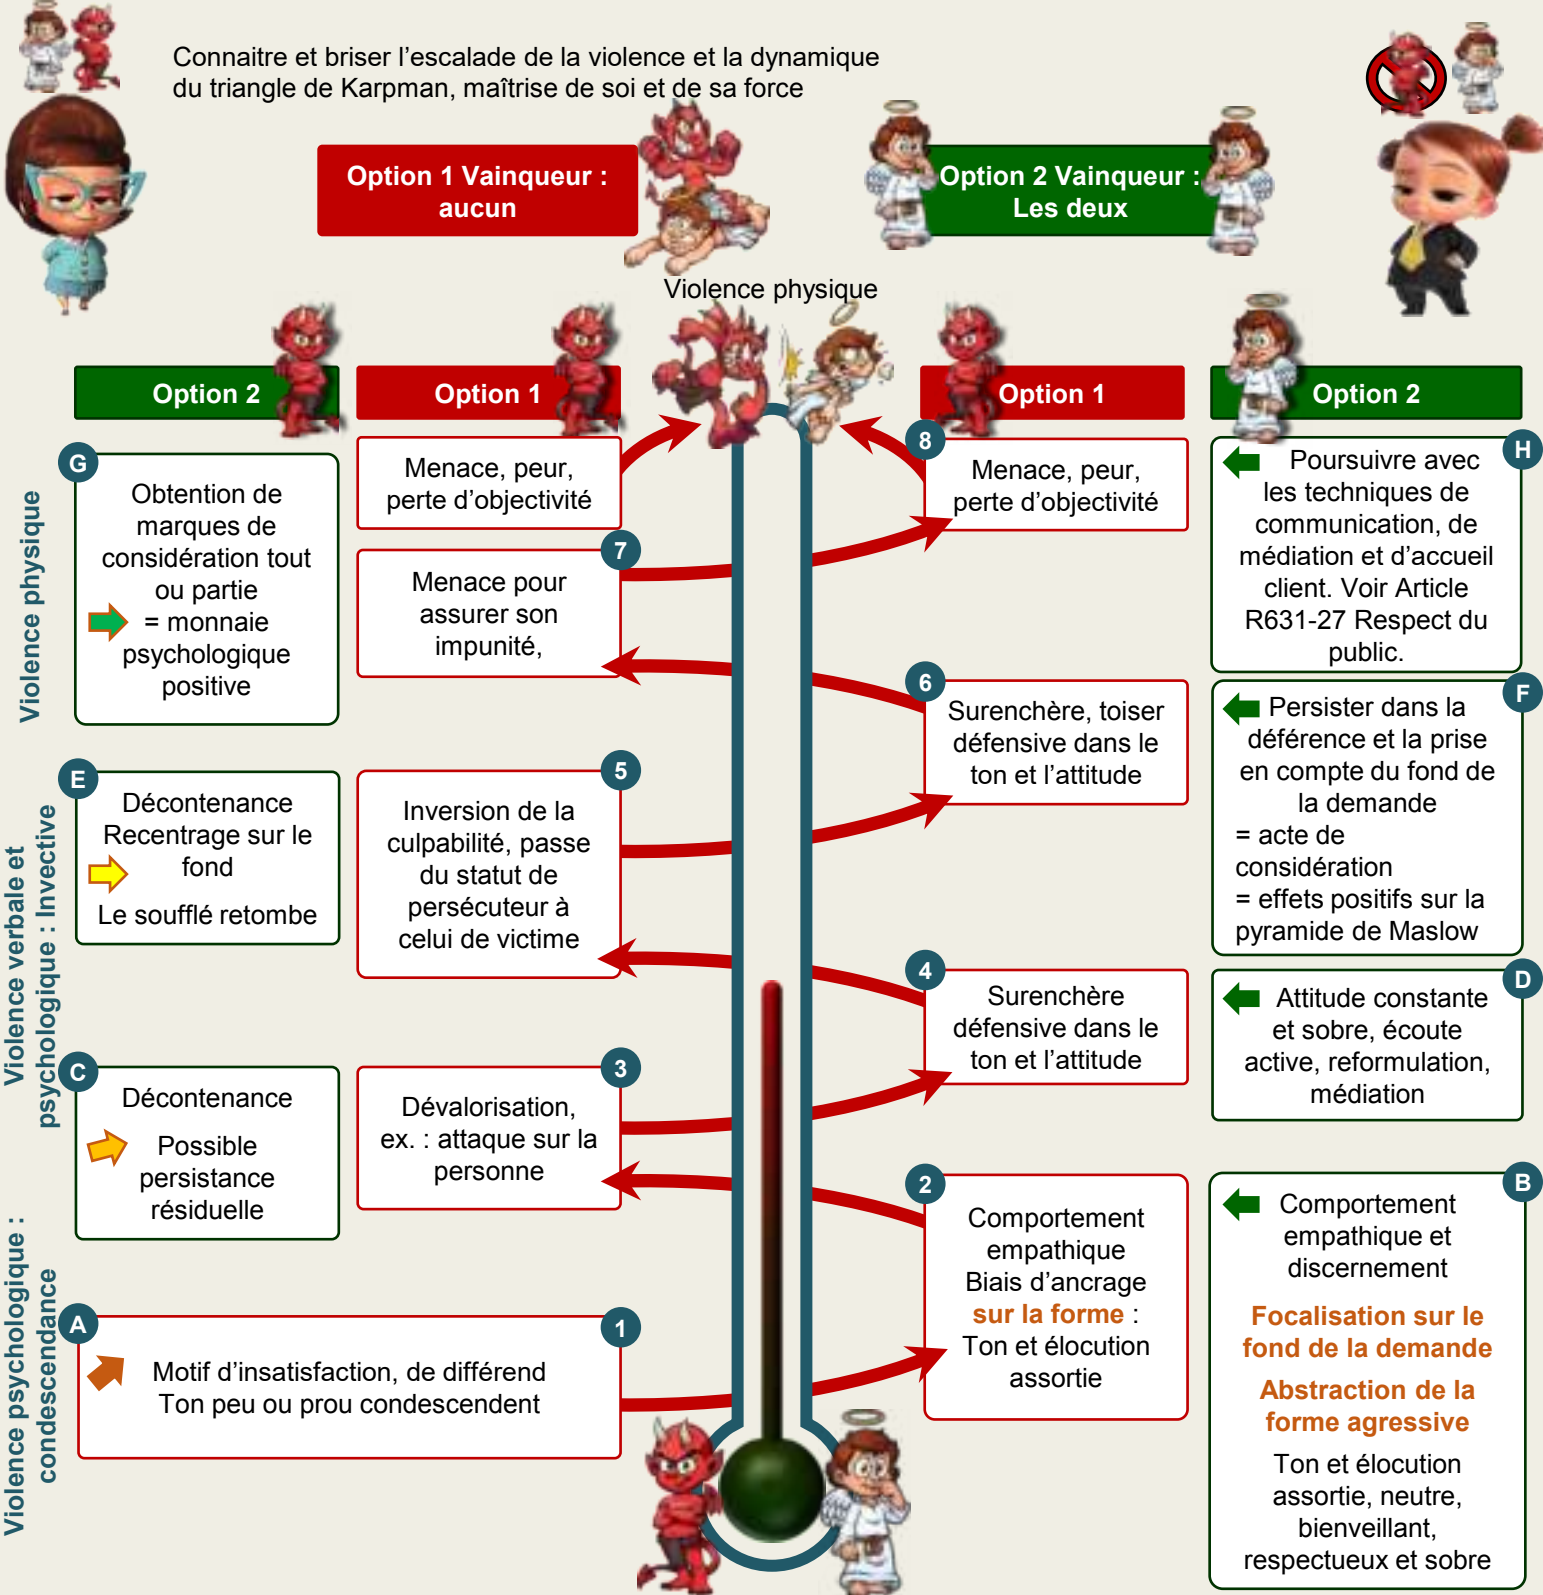 Connaitre et briser l'escalade de la violence et la dynamique
du triangle de Karpman, maîtrise de soi et de sa force
Option 1 Vainqueur :
aucun
Option 2 Vainqueur :
Les deux
Violence physique
Option 2
Option 1
Option 1
Option 2
Violence physique
G
Obtention de
marques de
considération tout
ou partie
= monnaie
psychologique
positive
Menace, peur,
perte d'objectivité
7
Menace pour
assurer son
impunité,
8
Menace, peur,
perte d'objectivité
H
Poursuivre avec
les techniques de
communication, de
médiation et d'accueil
client. Voir Article
R631-27 Respect du
public.
6
Surenchère, toiser
défensive dans le
ton et l'attitude
F
Persister dans la
déférence et la prise
en compte du fond de
la demande
= acte de
considération
= effets positifs sur la
pyramide de Maslow
Violence verbale et
psychologique : Invective
E
Décontenance
Recentrage sur le
fond
Le soufflé retombe
5
Inversion de la
culpabilité, passe
du statut de
persécuteur à
celui de victime
4
Surenchère
défensive dans le
ton et l'attitude
D
Attitude constante
et sobre, écoute
active, reformulation,
médiation
C
Décontenance
Possible
persistance
résiduelle
3
Dévalorisation,
ex. : attaque sur la
personne
2
Comportement
empathique
Biais d'ancrage
sur la forme :
Ton et élocution
assortie
B
Comportement
empathique et
discernement
Focalisation sur le
fond de la demande
Abstraction de la
forme agressive
Ton et élocution
assortie, neutre,
bienveillant,
respectueux et sobre
Violence psychologique :
condescendance
A
1
Motif d'insatisfaction, de différend
Ton peu ou prou condescendent